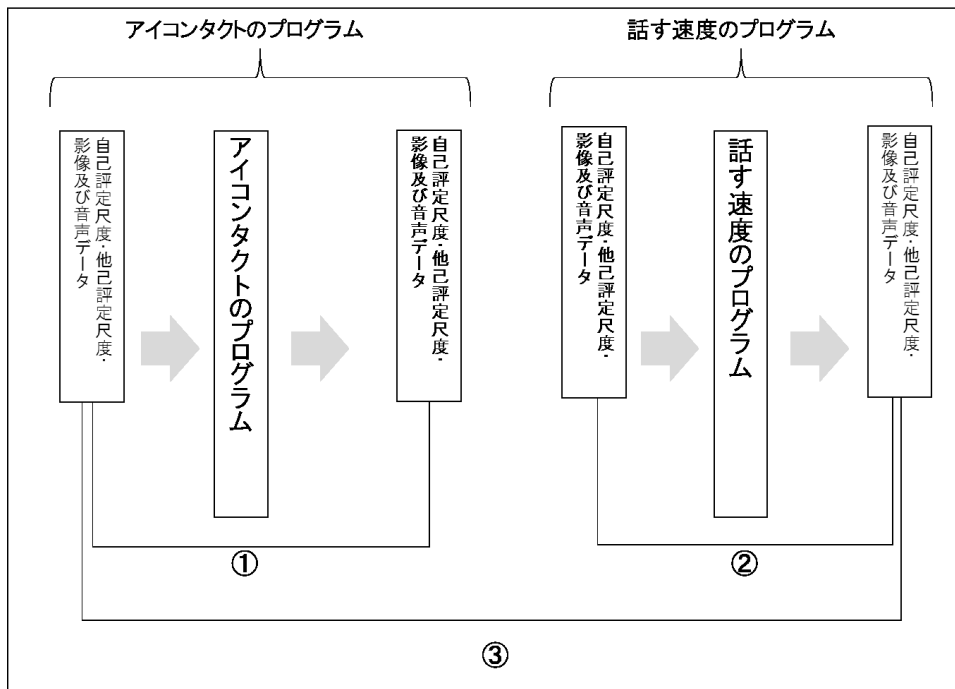 アイコンタクトのプログラム
話す速度のプログラム
自己評定尺度・他己評定尺度・
影像及び音声データ
アイコンタクトのプログラム
自己評定尺度・他己評定尺度・
影像及び音声データ
自己評定尺度・他己評定尺度・
影像及び音声データ
話す速度のプログラム
自己評定尺度・他己評定尺度・
影像及び音声データ
①
②
③